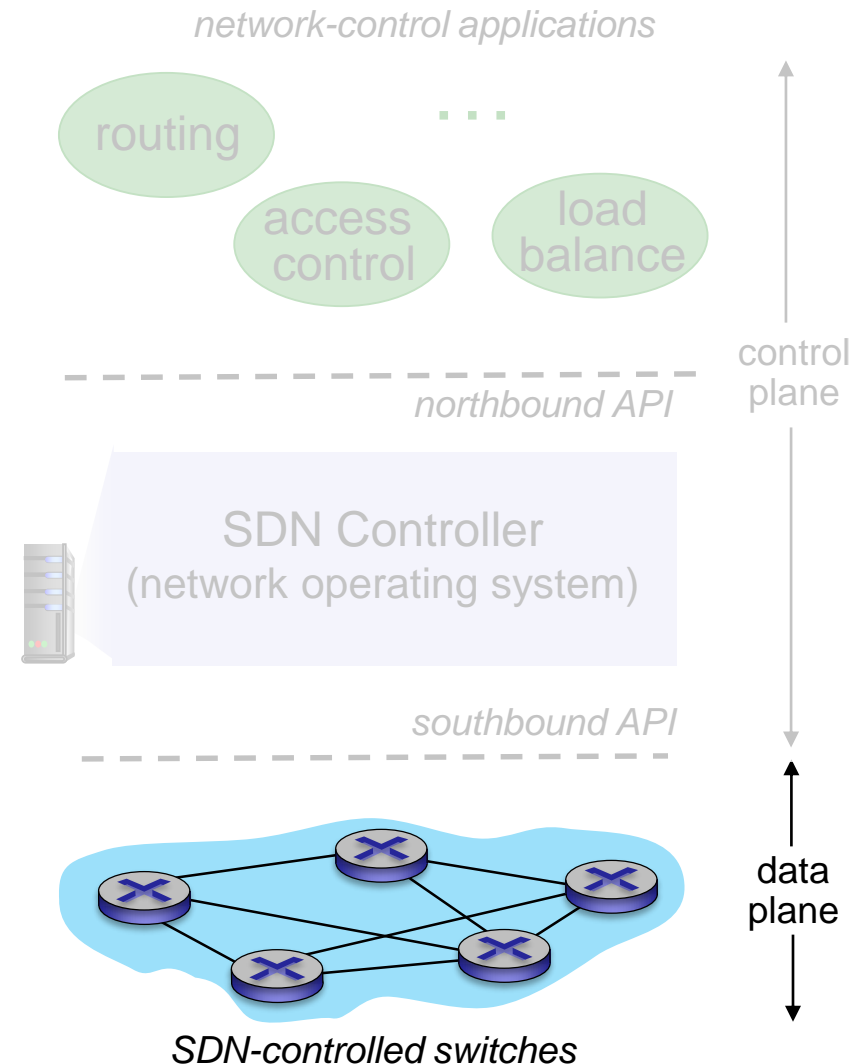 network-control applications
routing
...
access
control
load
balance
control
plane
northbound API
SDN Controller
(network operating system)
southbound API
data
plane
SDN-controlled switches